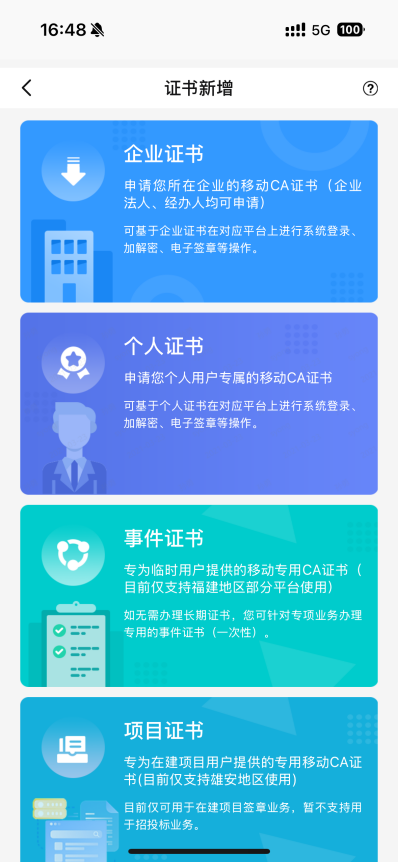 16:48
5G
100
证书新增
企业证书
申请您所在企业的移动CA证书（企业
法人、经办人均可申请）
可基于企业证书在对应平台上进行系统登录、
加解密、电子签章等操作。
个人证书
申请您个人用户专属的移动CA证书
可基于个人证书在对应平台上进行系统登录、
加解密、电子签章等操作。
事件证书
专为临时用户提供的移动专用CA证书（
目前仅支持福建地区部分平台使用）
如无需办理长期证书，您可针对专项业务办理
专用的事件证书（一次性）。
项目证书
专为在建项目用户提供的专用移动CA证
书(目前仅支持雄安地区使用)
目前仅可用于在建项目签章业务，暂不支持用
于招投标业务。